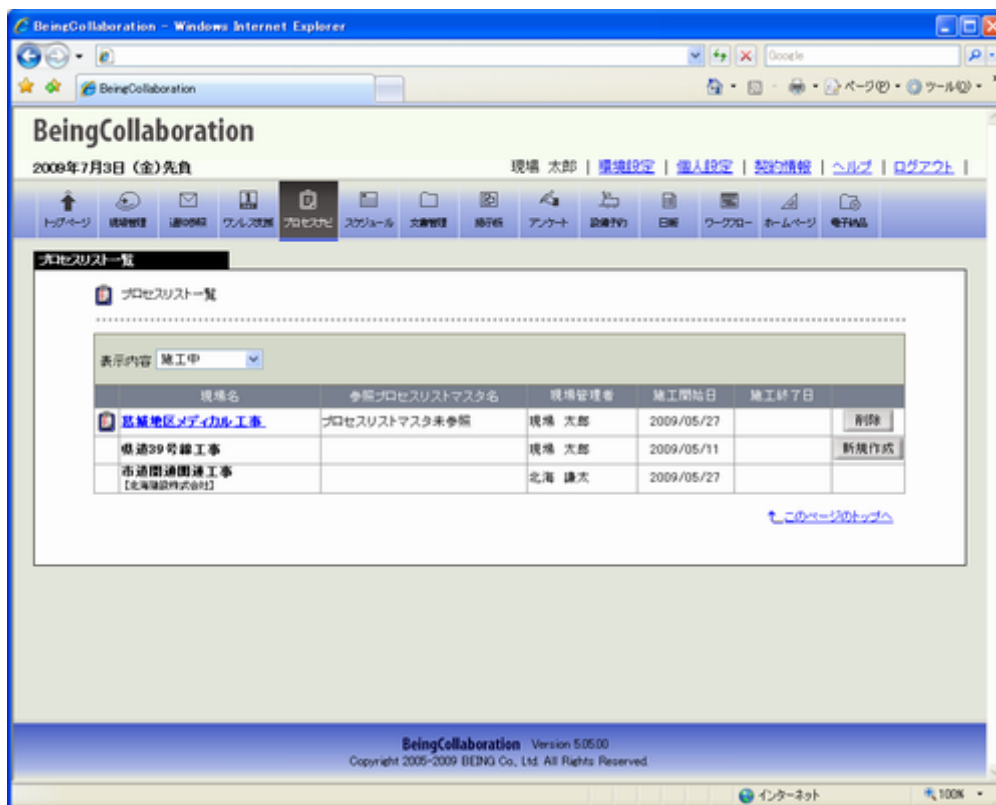 BeingCollaboration - Windows Internet Explorer
Google
BeingCollaboration
ページ(P)
ツール(O)
BeingCollaboration
2009年7月3日 (金)先負
現場 太郎 | 環境設定 | 個人設定 | 契約情報 | ヘルプ | ログアウト |
トップページ 現場管理 プロセスナビ スケジュール 文書管理 掲示板 アンケート 設備予約 日報 ワークフロー ホームページ 電子納品
プロセスリスト一覧
プロセスリスト一覧
表示内容 施工中
現場名 参照プロセスリストマスタ名 現場管理者 施工開始日 施工終了日
葛城地区メディカル工事 プロセスリストマスタ未参照 現場 太郎 2009/05/27 削除
県道39号線工事 現場 太郎 2009/05/11 新規作成
市道開通関連工事 北海 謙太 2009/05/27
【北海建設株式会社】
このページのトップへ
BeingCollaboration Version 5.05.00
Copyright 2005-2009 BEING Co., Ltd. All Rights Reserved.
インターネット 100%